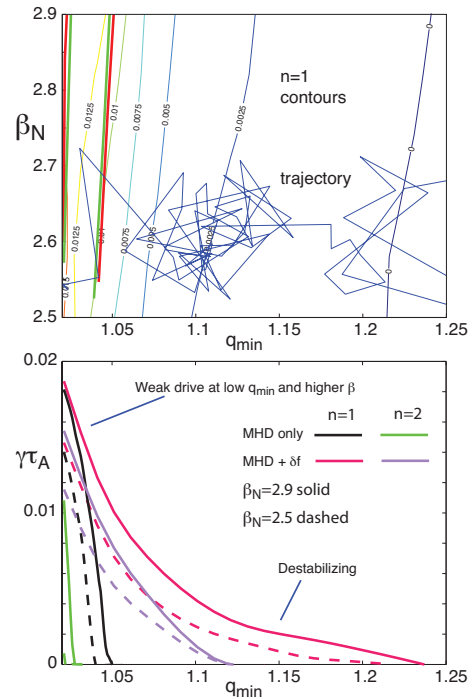 2.9
2.8
2.7
2.6
2.5
β_N
n=1
contours
trajectory
0.0125
0.01
0.0075
0.005
0.0025
0
0
0.0125
0.0075
0.005
0.0025
0
0.01
0.015
1.05
1.1
1.15
1.2
1.25
q_min
0.02
0.01
0
γτ_A
Weak drive at low q_min and higher β
n=1 n=2
MHD only
MHD + δf
β_N=2.9 solid
β_N=2.5 dashed
Destabilizing
1.05
1.1
1.15
1.2
1.25
q_min